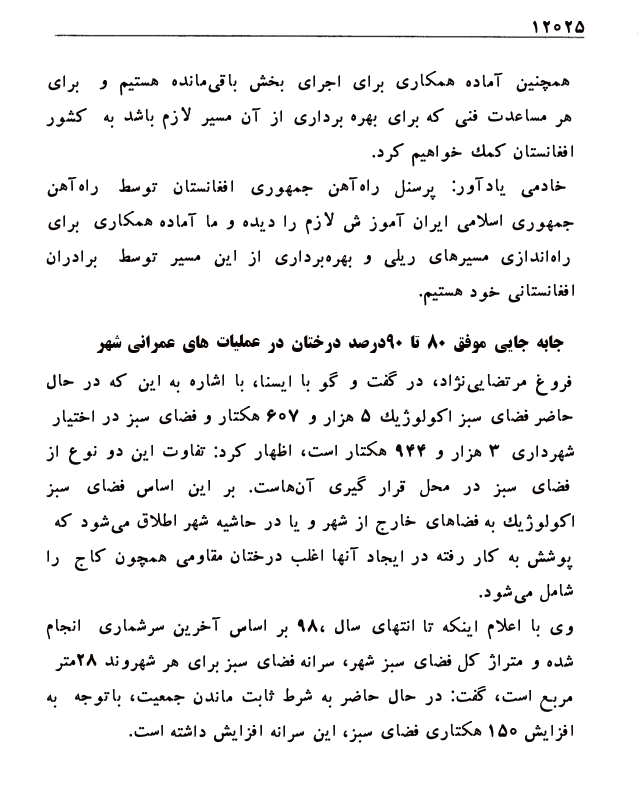 ۱۲۰۲۵
همچنین آماده همکاری برای اجرای بخش باقی‌مانده هستیم و برای
هر مساعدت فنی که برای بهره برداری از آن مسیر لازم باشد به کشور
افغانستان کمک خواهیم کرد.
خادمی یادآور: پرسنل راه‌آهن جمهوری افغانستان توسط راه‌آهن
جمهوری اسلامی ایران آموز ش لازم را دیده و ما آماده همکاری برای
راه‌اندازی مسیرهای ریلی و بهره‌برداری از این مسیر توسط برادران
افغانستانی خود هستیم.
جابه جایی موفق ۸۰ تا ۹۰درصد درختان در عملیات های عمرانی شهر
فروغ مرتضایی‌نژاد، در گفت و گو با ایسنا، با اشاره به این که در حال
حاضر فضای سبز اکولوژیک ۵ هزار و ۶۰۷ هکتار و فضای سبز در اختیار
شهرداری ۳ هزار و ۹۴۴ هکتار است، اظهار کرد: تفاوت این دو نوع از
فضای سبز در محل قرار گیری آن‌هاست. بر این اساس فضای سبز
اکولوژیک به فضاهای خارج از شهر و یا در حاشیه شهر اطلاق می‌شود که
پوشش به کار رفته در ایجاد آنها اغلب درختان مقاومی همچون کاج را
شامل می‌شود.
وی با اعلام اینکه تا انتهای سال ۹۸، بر اساس آخرین سرشماری انجام
شده و متراژ کل فضای سبز شهر، سرانه فضای سبز برای هر شهروند ۲۸متر
مربع است، گفت: در حال حاضر به شرط ثابت ماندن جمعیت، باتوجه به
افزایش ۱۵۰ هکتاری فضای سبز، این سرانه افزایش داشته است.